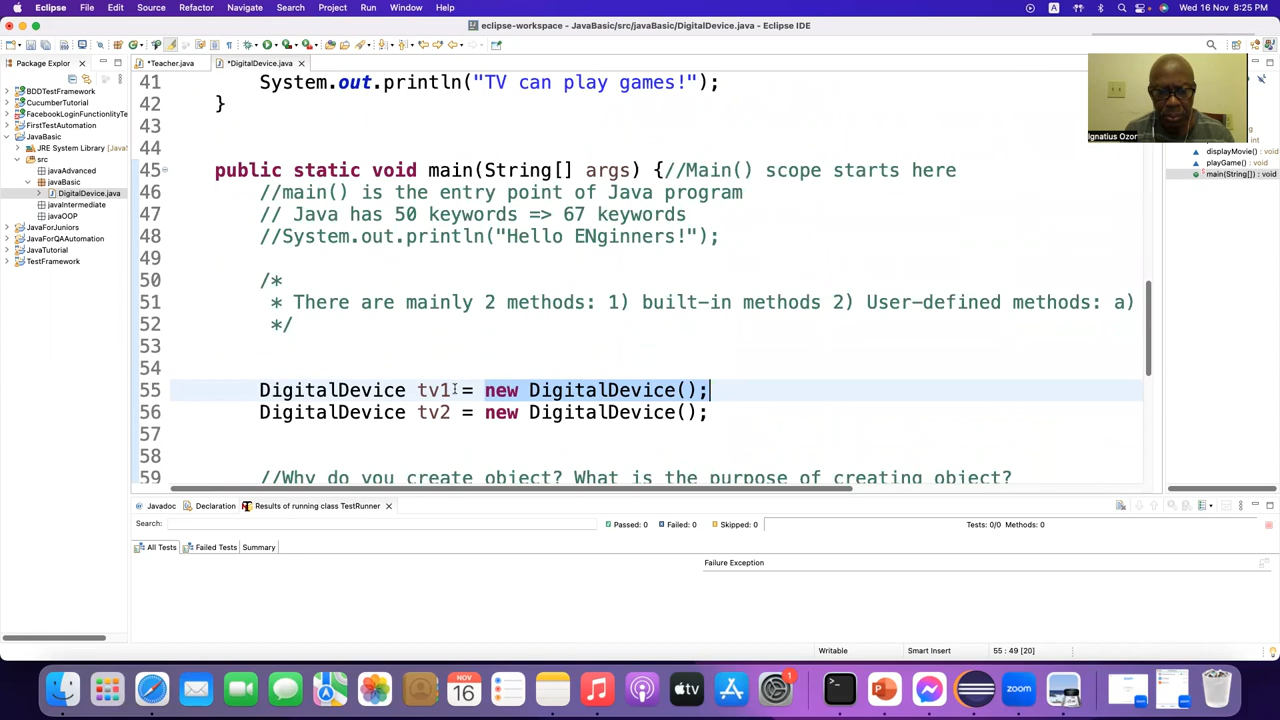 Eclipse File Edit Source Refactor Navigate Search Project Run Window Help
A
Wed 16 Nov 8:25 PM
eclipse-workspace - JavaBasic/src/javaBasic/DigitalDevice.java - Eclipse IDE
Package Explor
*Teacher.java
*DigitalDevice.java
BDDTestFramework
CucumberTutorial
FacebookLoginFunctionlityTe
FirstTestAutomation
JavaBasic
JRE System Library [Java
src
javaAdvanced
javaBasic
DigitalDevice.java
javaIntermediate
javaOOP
JavaForJuniors
JavaForQAAutomation
JavaTutorial
TestFramework
41 System.out.println("TV can play games!");
42 }
43
44
45 public static void main(String[] args) {//Main() scope starts here
46 //main() is the entry point of Java program
47 // Java has 50 keywords => 67 keywords
48 //System.out.println("Hello ENginners!");
49
50 /*
51 * There are mainly 2 methods: 1) built-in methods 2) User-defined methods: a)
52 */
53
54
55 DigitalDevice tv1 = new DigitalDevice();
56 DigitalDevice tv2 = new DigitalDevice();
57
58
59 //Why do you create object? What is the purpose of creating object?
Ignatius Ozor
displayMovie() : void
playGame() : void
main(String[]) : void
Javadoc Declaration Results of running class TestRunner
Search: Passed: 0 Failed: 0 Skipped: 0 Tests: 0/0 Methods: 0
All Tests Failed Tests Summary
Failure Exception
Writable Smart Insert 55 : 49 [20]
NOV
16
tv
1
zoom